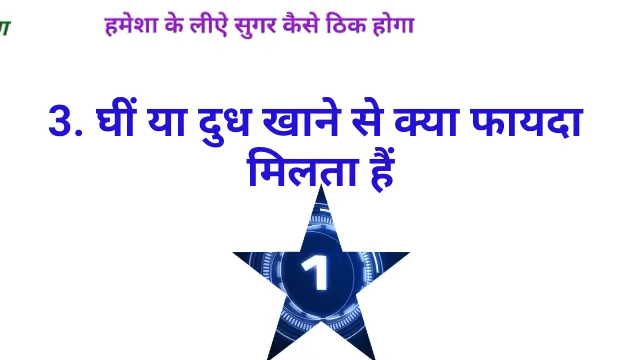 हमेशा के लीऐ सुगर कैसे ठिक होगा
3. घीं या दुध खाने से क्या फायदा
मिलता हैं
1